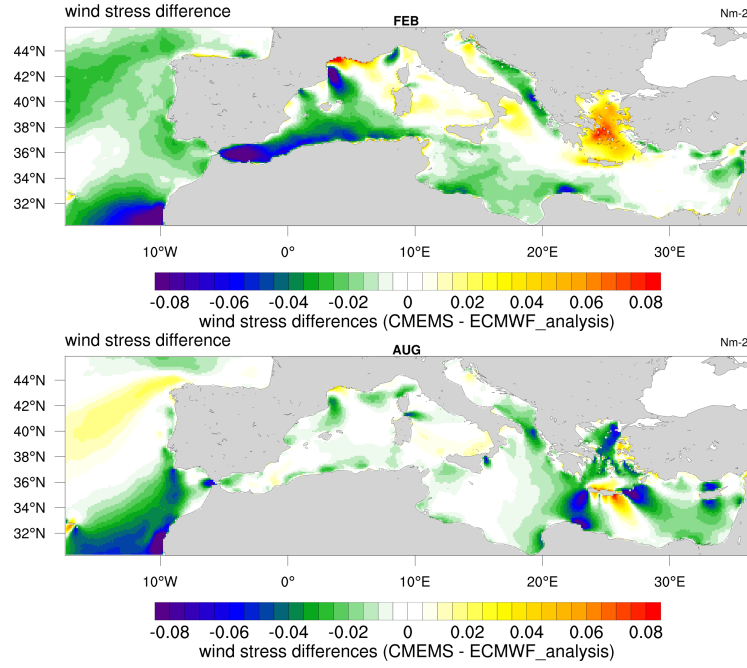 wind stress difference
FEB
Nm-2
44°N
42°N
40°N
38°N
36°N
34°N
32°N
10°W 0° 10°E 20°E 30°E
-0.08 -0.06 -0.04 -0.02 0 0.02 0.04 0.06 0.08
wind stress differences (CMEMS - ECMWF_analysis)
wind stress difference
AUG
Nm-2
44°N
42°N
40°N
38°N
36°N
34°N
32°N
10°W 0° 10°E 20°E 30°E
-0.08 -0.06 -0.04 -0.02 0 0.02 0.04 0.06 0.08
wind stress differences (CMEMS - ECMWF_analysis)